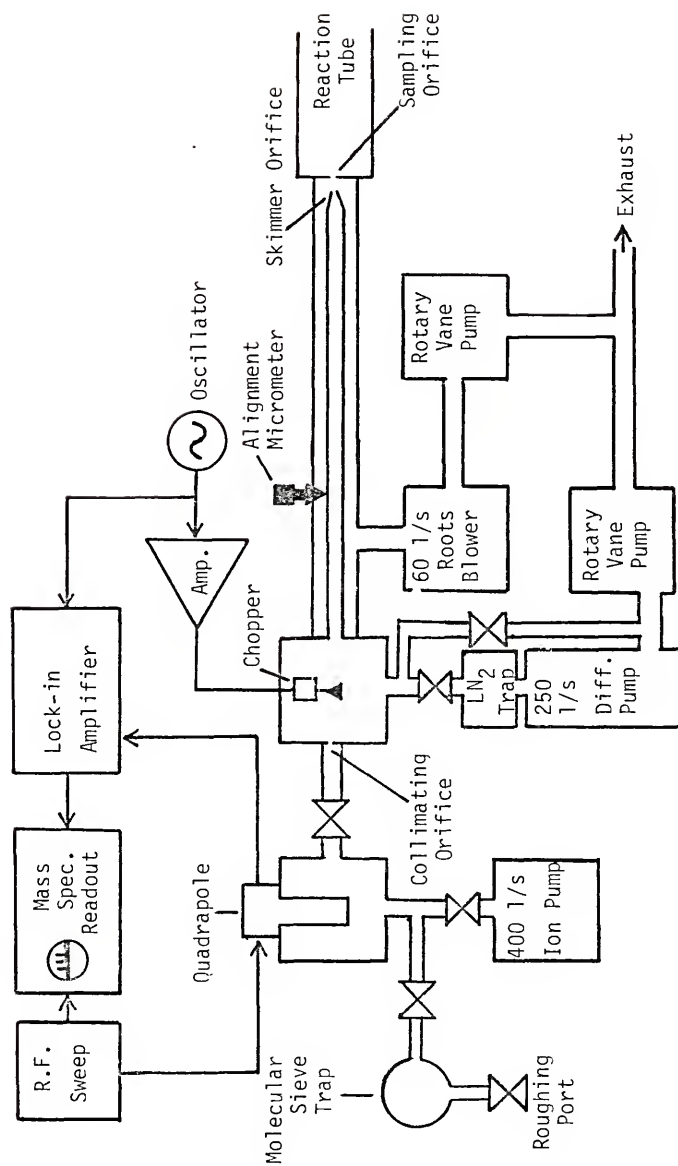 R.F.
Sweep
Mass
Spec.
Readout
Lock-in
Amplifier
Oscillator
Amp.
Quadrapole
Chopper
Alignment
Micrometer
Skimmer Orifice
Reaction
Tube
Sampling
Orifice
Collimating
Orifice
Molecular
Sieve
Trap
Roughing
Port
400 l/s
Ion Pump
LN2
Trap
250
l/s
Diff.
Pump
60 l/s
Roots
Blower
Rotary
Vane
Pump
Rotary
Vane
Pump
Exhaust